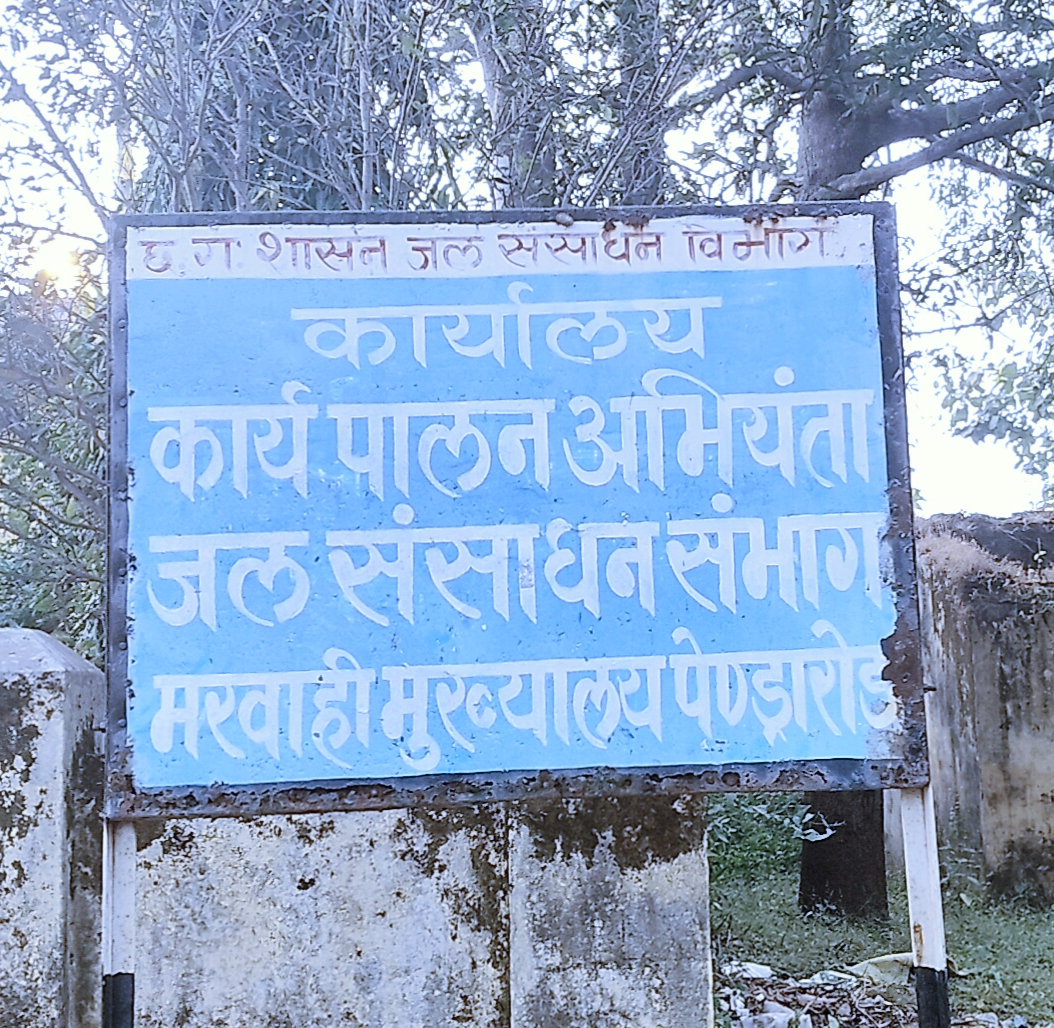 छ.ग. शासन जल संसाधन विभाग
कार्यालय
कार्य पालन अभियंता
जल संसाधन संभाग
मरवाही मुख्यालय पेण्ड्रारोड